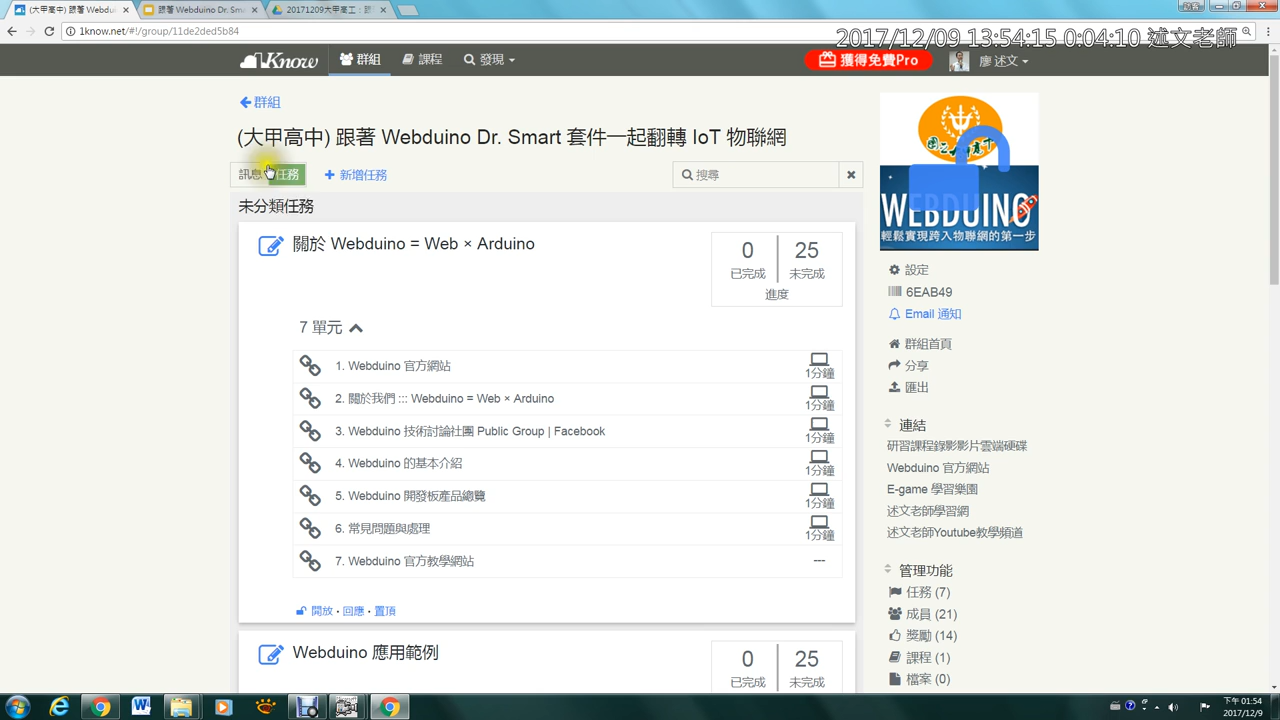 (大甲高中) 跟著 Webdui
跟著 Webduino Dr. Sma
20171209大甲高工：跟
1know.net/#!/group/11de2ded5b84
2017/12/09 13:54:15 0:04:10 述文老師
1Know
群組
課程
發現
獲得免費Pro
廖 述文
群組
(大甲高中) 跟著 Webduino Dr. Smart 套件一起翻轉 IoT 物聯網
訊息
任務
新增任務
搜尋
未分類任務
關於 Webduino = Web × Arduino
0
25
已完成
未完成
進度
7 單元
1. Webduino 官方網站
1分鐘
2. 關於我們 ::: Webduino = Web × Arduino
1分鐘
3. Webduino 技術討論社團 Public Group | Facebook
1分鐘
4. Webduino 的基本介紹
1分鐘
5. Webduino 開發板產品總覽
1分鐘
6. 常見問題與處理
1分鐘
7. Webduino 官方教學網站
---
開放 · 回應 · 置頂
Webduino 應用範例
0
25
已完成
未完成
WEBDUINO
輕鬆實現跨入物聯網的第一步
設定
6EAB49
Email 通知
群組首頁
分享
匯出
連結
研習課程錄影影片雲端硬碟
Webduino 官方網站
E-game 學習樂園
述文老師學習網
述文老師Youtube教學頻道
管理功能
任務 (7)
成員 (21)
獎勵 (14)
課程 (1)
檔案 (0)
下午 01:54
2017/12/9